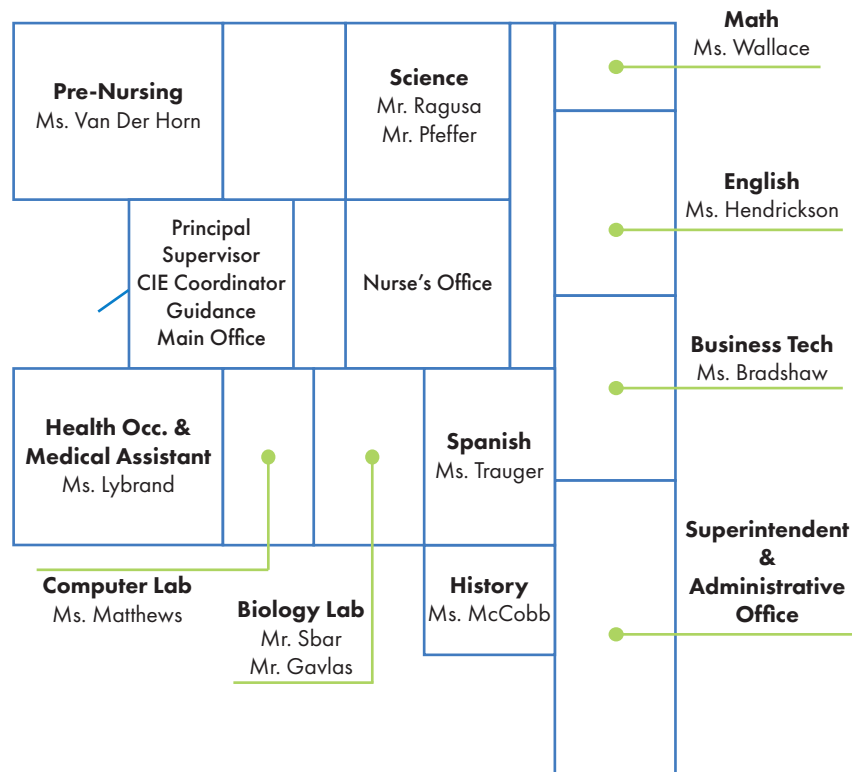 Math
Ms. Wallace
Pre-Nursing
Ms. Van Der Horn
Science
Mr. Ragusa
Mr. Pfeffer
English
Ms. Hendrickson
Principal
Supervisor
CIE Coordinator
Guidance
Main Office
Nurse’s Office
Business Tech
Ms. Bradshaw
Health Occ. &
Medical Assistant
Ms. Lybrand
Spanish
Ms. Trauger
Superintendent
&
Administrative
Office
Computer Lab
Ms. Matthews
Biology Lab
Mr. Sbar
Mr. Gavlas
History
Ms. McCobb